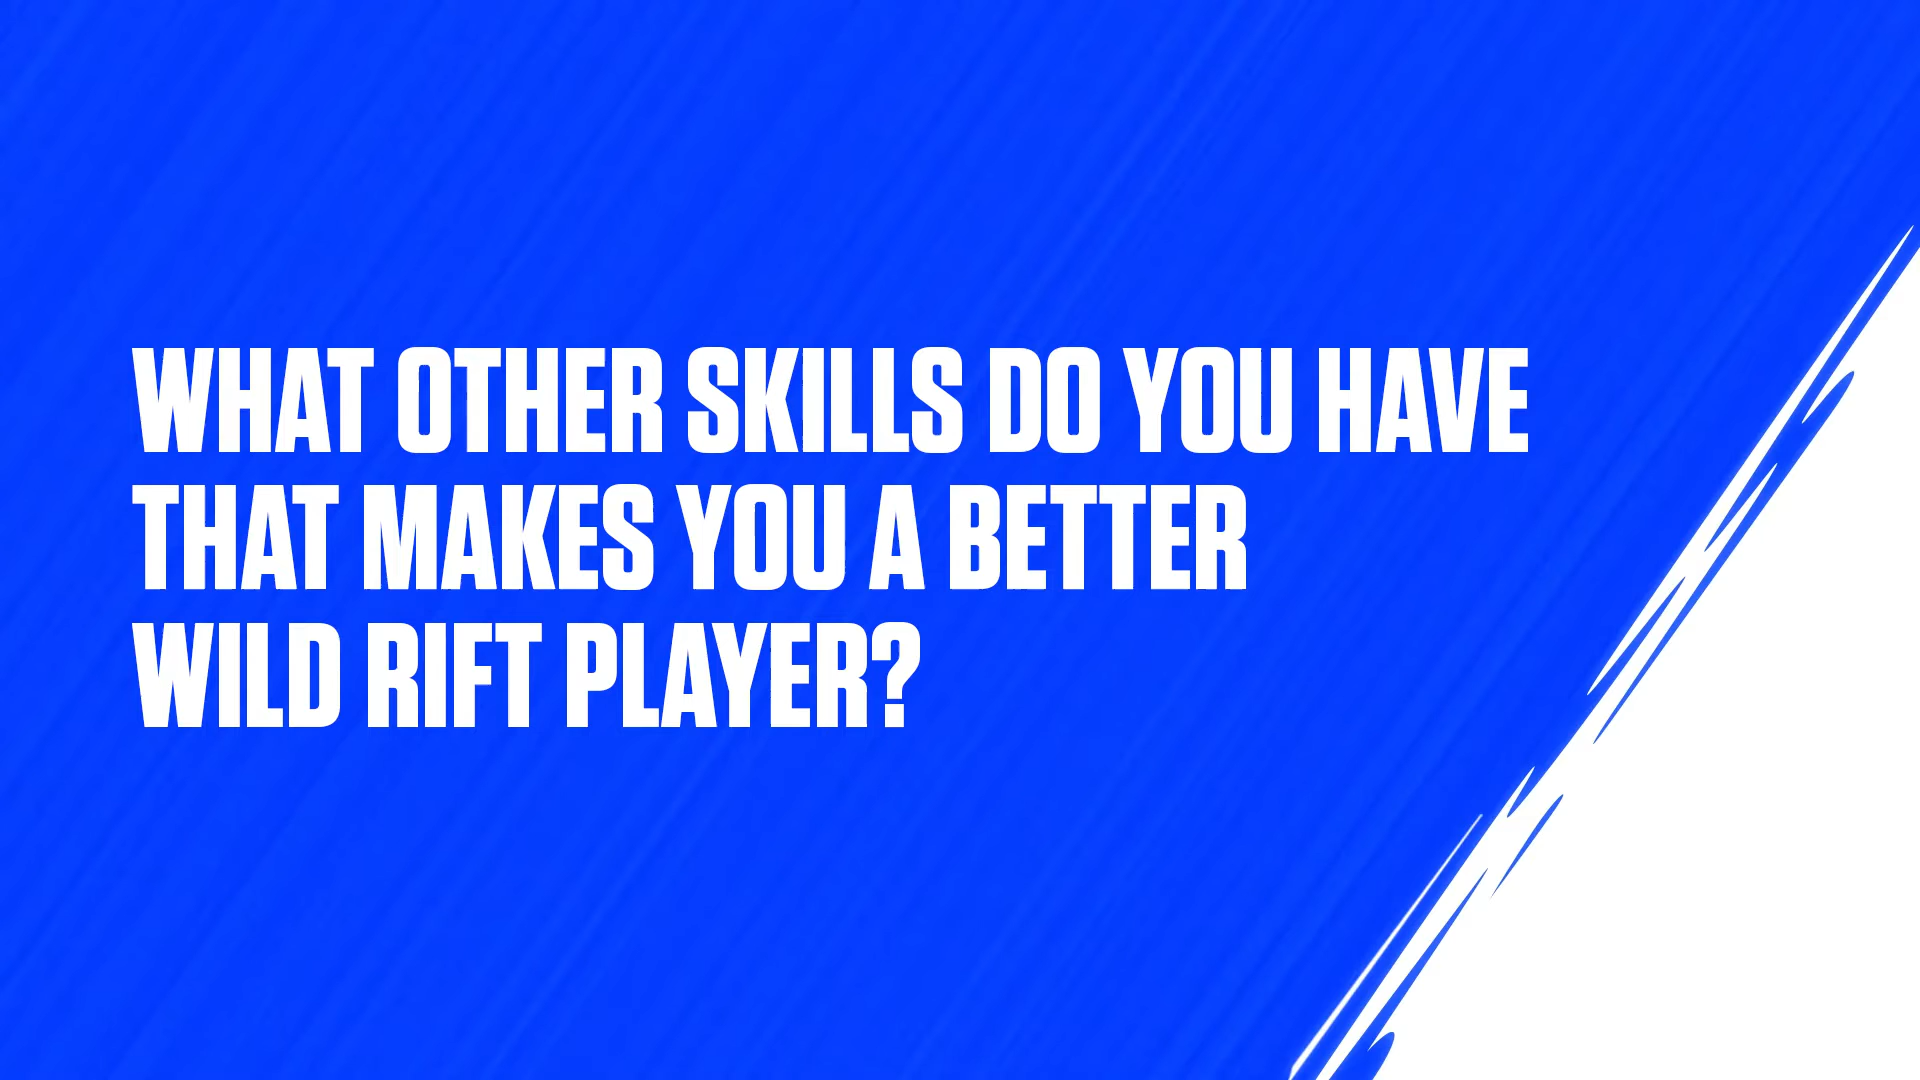 WHAT OTHER SKILLS DO YOU HAVE
THAT MAKES YOU A BETTER
WILD RIFT PLAYER?